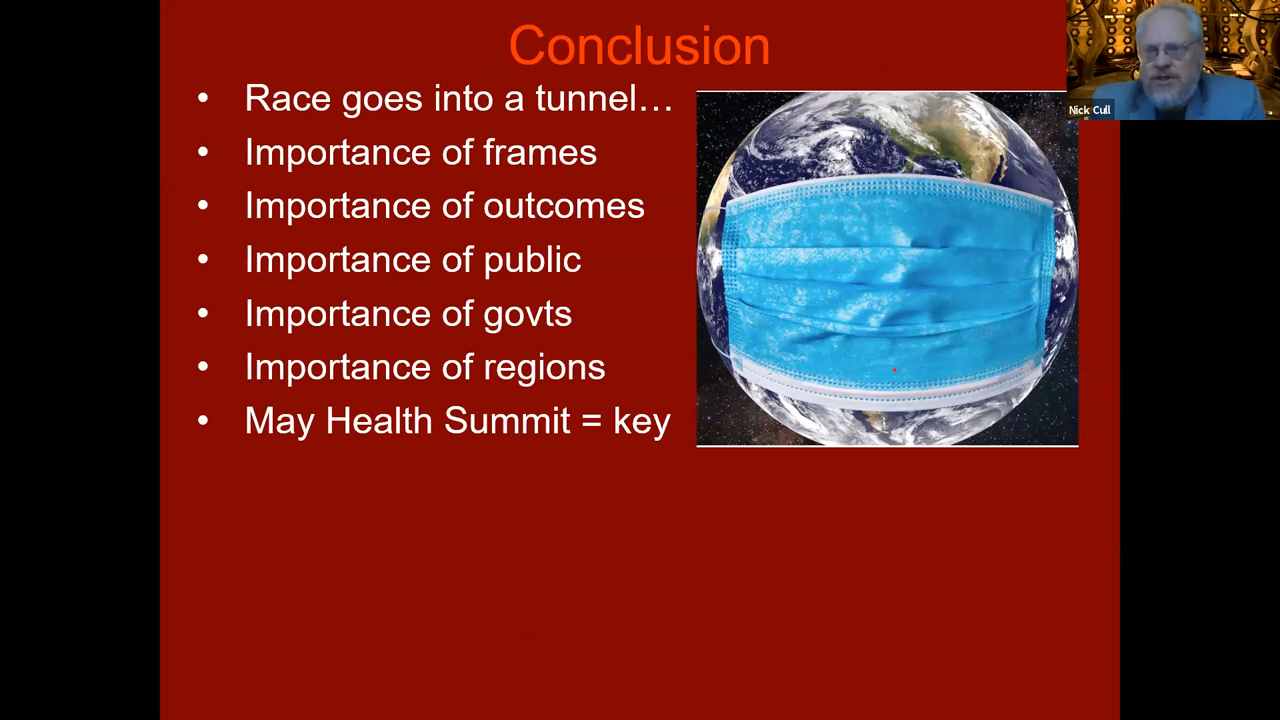 Conclusion
• Race goes into a tunnel…
• Importance of frames
• Importance of outcomes
• Importance of public
• Importance of govts
• Importance of regions
• May Health Summit = key
Nick Cull